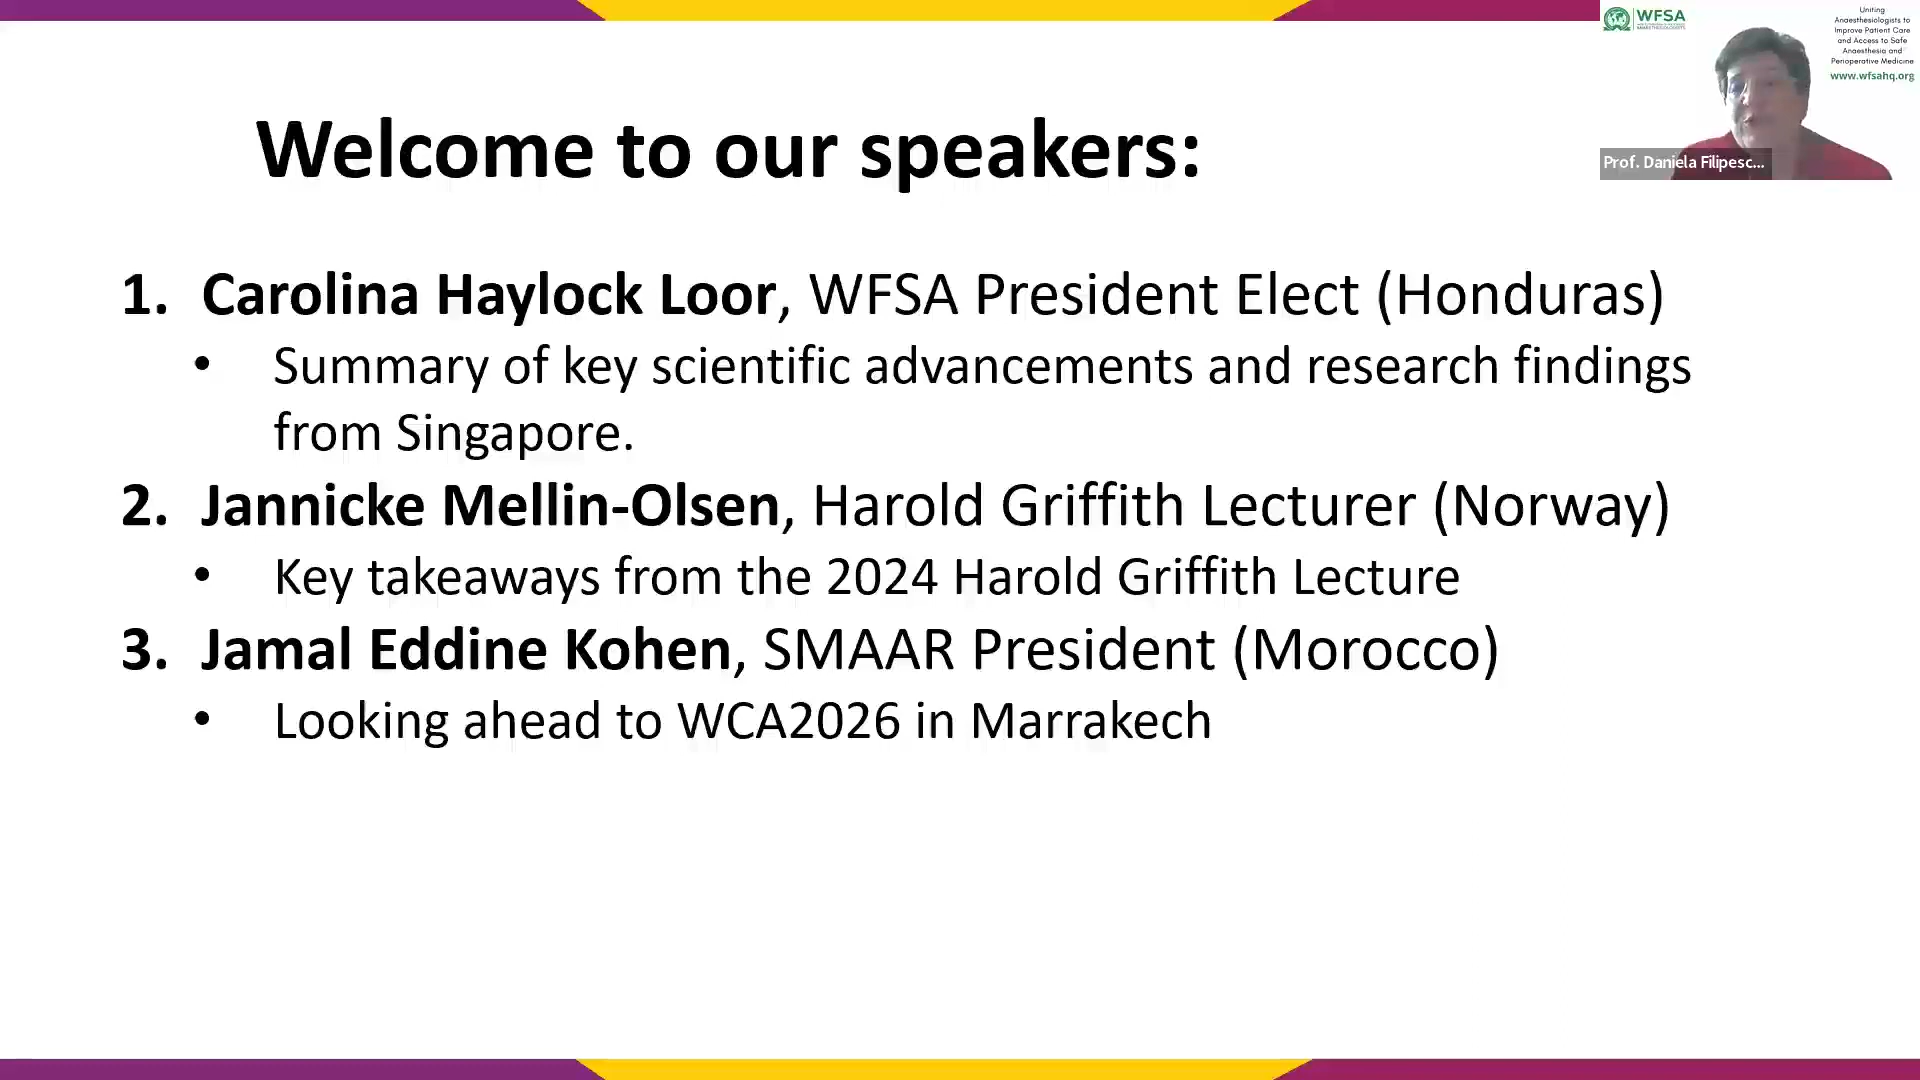 WFSA
Uniting
Anaesthesiologists to
Improve Patient Care
and Access to Safe
Anaesthesia and
Perioperative Medicine
www.wfsahq.org
Prof. Daniela Filipesc...
Welcome to our speakers:
1. Carolina Haylock Loor, WFSA President Elect (Honduras)
• Summary of key scientific advancements and research findings
from Singapore.
2. Jannicke Mellin-Olsen, Harold Griffith Lecturer (Norway)
• Key takeaways from the 2024 Harold Griffith Lecture
3. Jamal Eddine Kohen, SMAAR President (Morocco)
• Looking ahead to WCA2026 in Marrakech